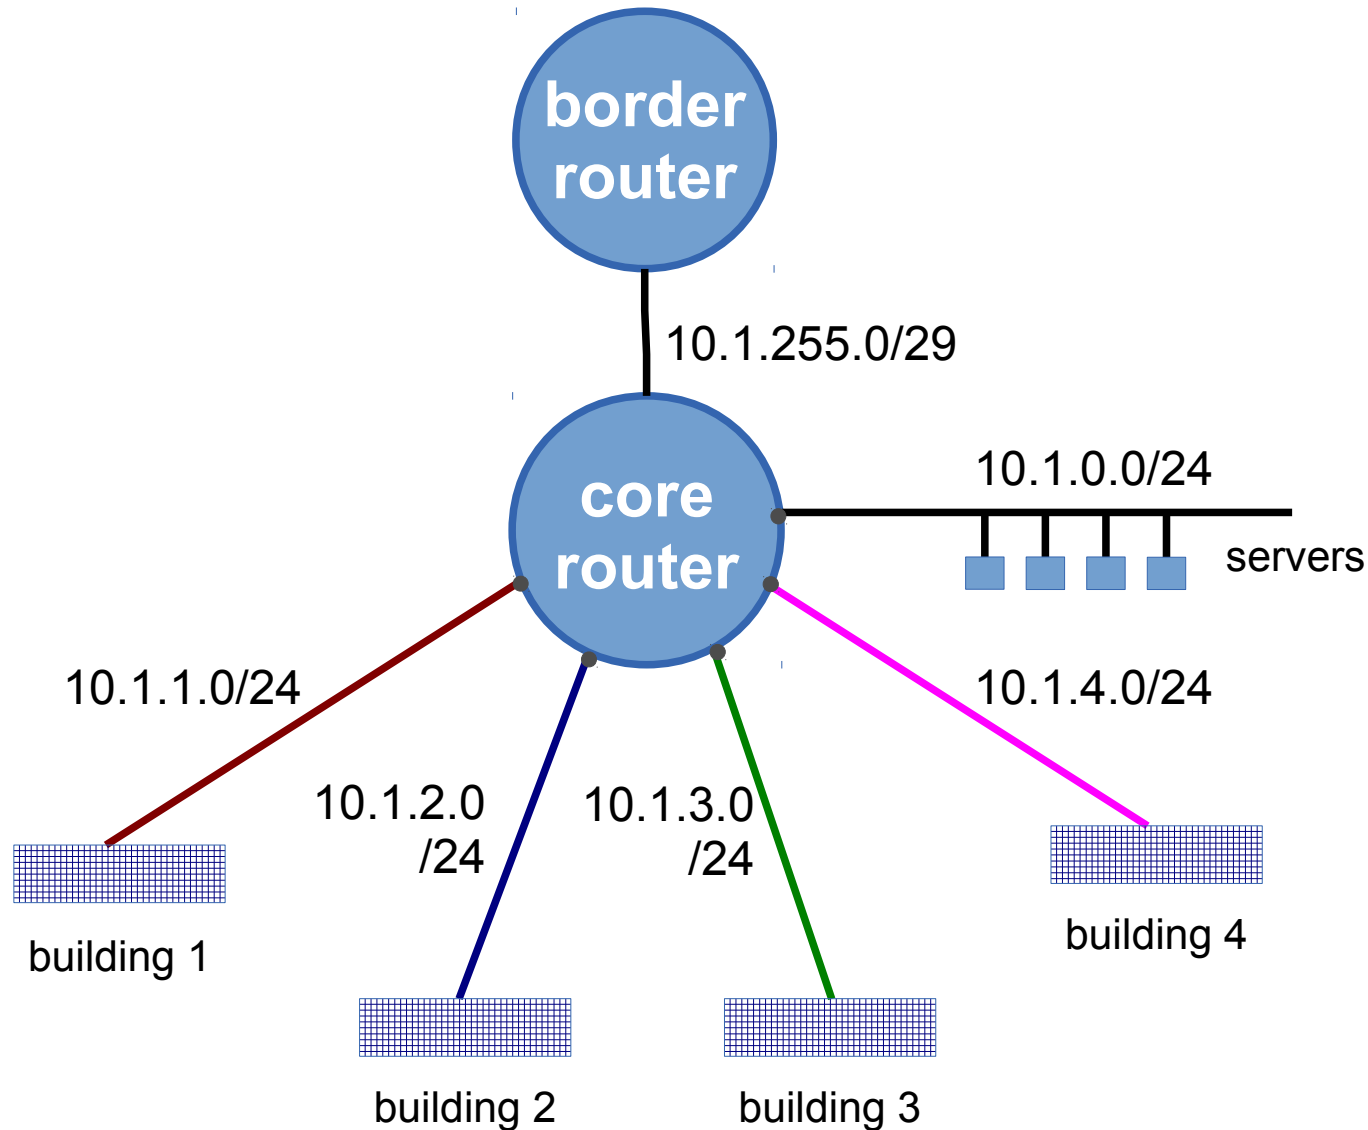 border
router
10.1.255.0/29
core
router
10.1.0.0/24
servers
10.1.1.0/24
10.1.2.0
/24
10.1.3.0
/24
10.1.4.0/24
building 1
building 2
building 3
building 4